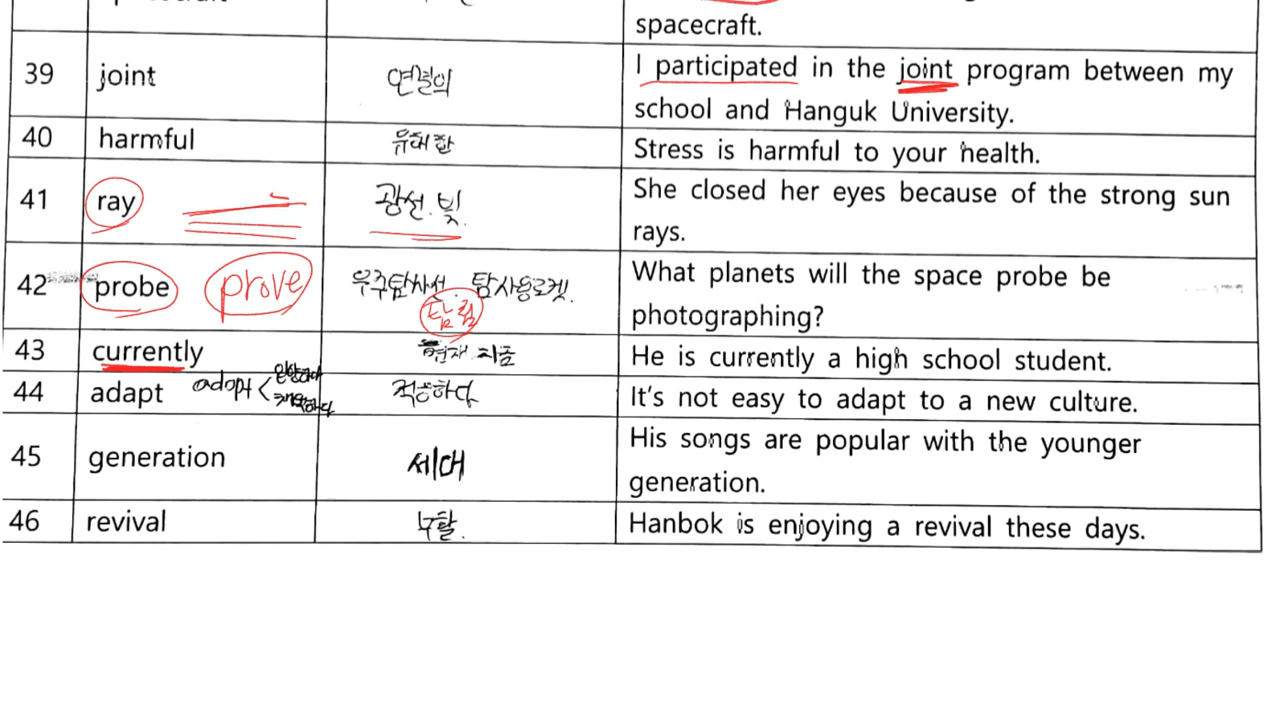 spacecraft.
39 joint 연결의 I participated in the joint program between my
school and Hanguk University.
40 harmful 유해한 Stress is harmful to your health.
41 ray 광선. 빛. She closed her eyes because of the strong sun
rays.
42 probe prove 우주탐사선. 탐사용로켓. What planets will the space probe be
photographing?
43 currently 현재 지금 He is currently a high school student.
44 adapt adopt < 입양하다 적응하다 It's not easy to adapt to a new culture.
45 generation 세대 His songs are popular with the younger
generation.
46 revival Hanbok is enjoying a revival these days.